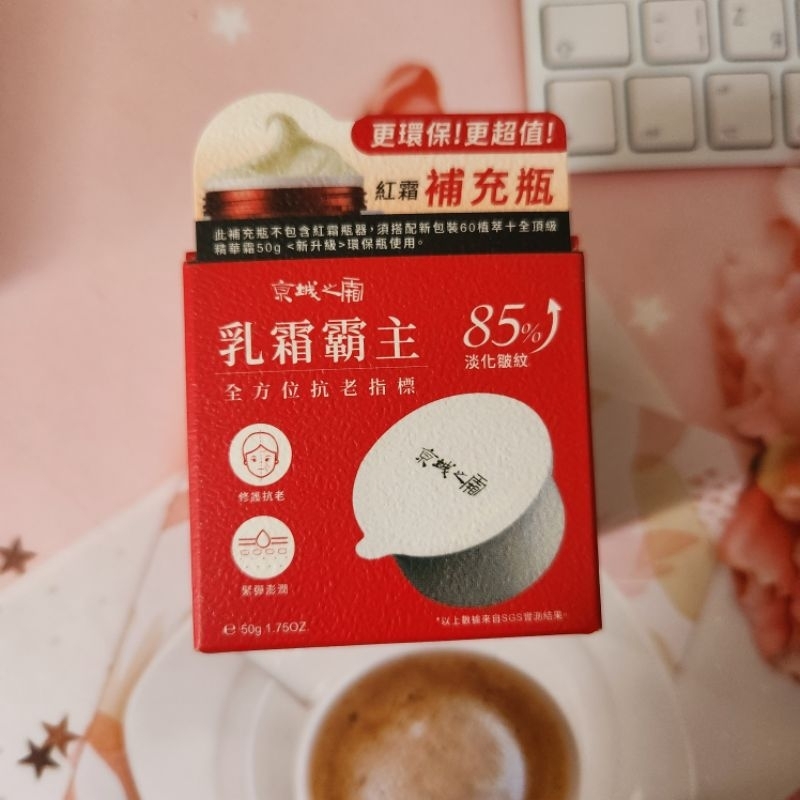 更環保!更超值!
紅霜 補充瓶
此補充瓶不包含紅霜瓶器,須搭配新包裝60植萃十全頂級
精華霜50g <新升級>環保瓶使用。
京城之霜
乳霜霸主
全方位抗老指標
85%
淡化皺紋
京城之霜
修護抗老
緊彈澎潤
e 50g 1.75OZ.
*以上數據來自SGS實測結果。